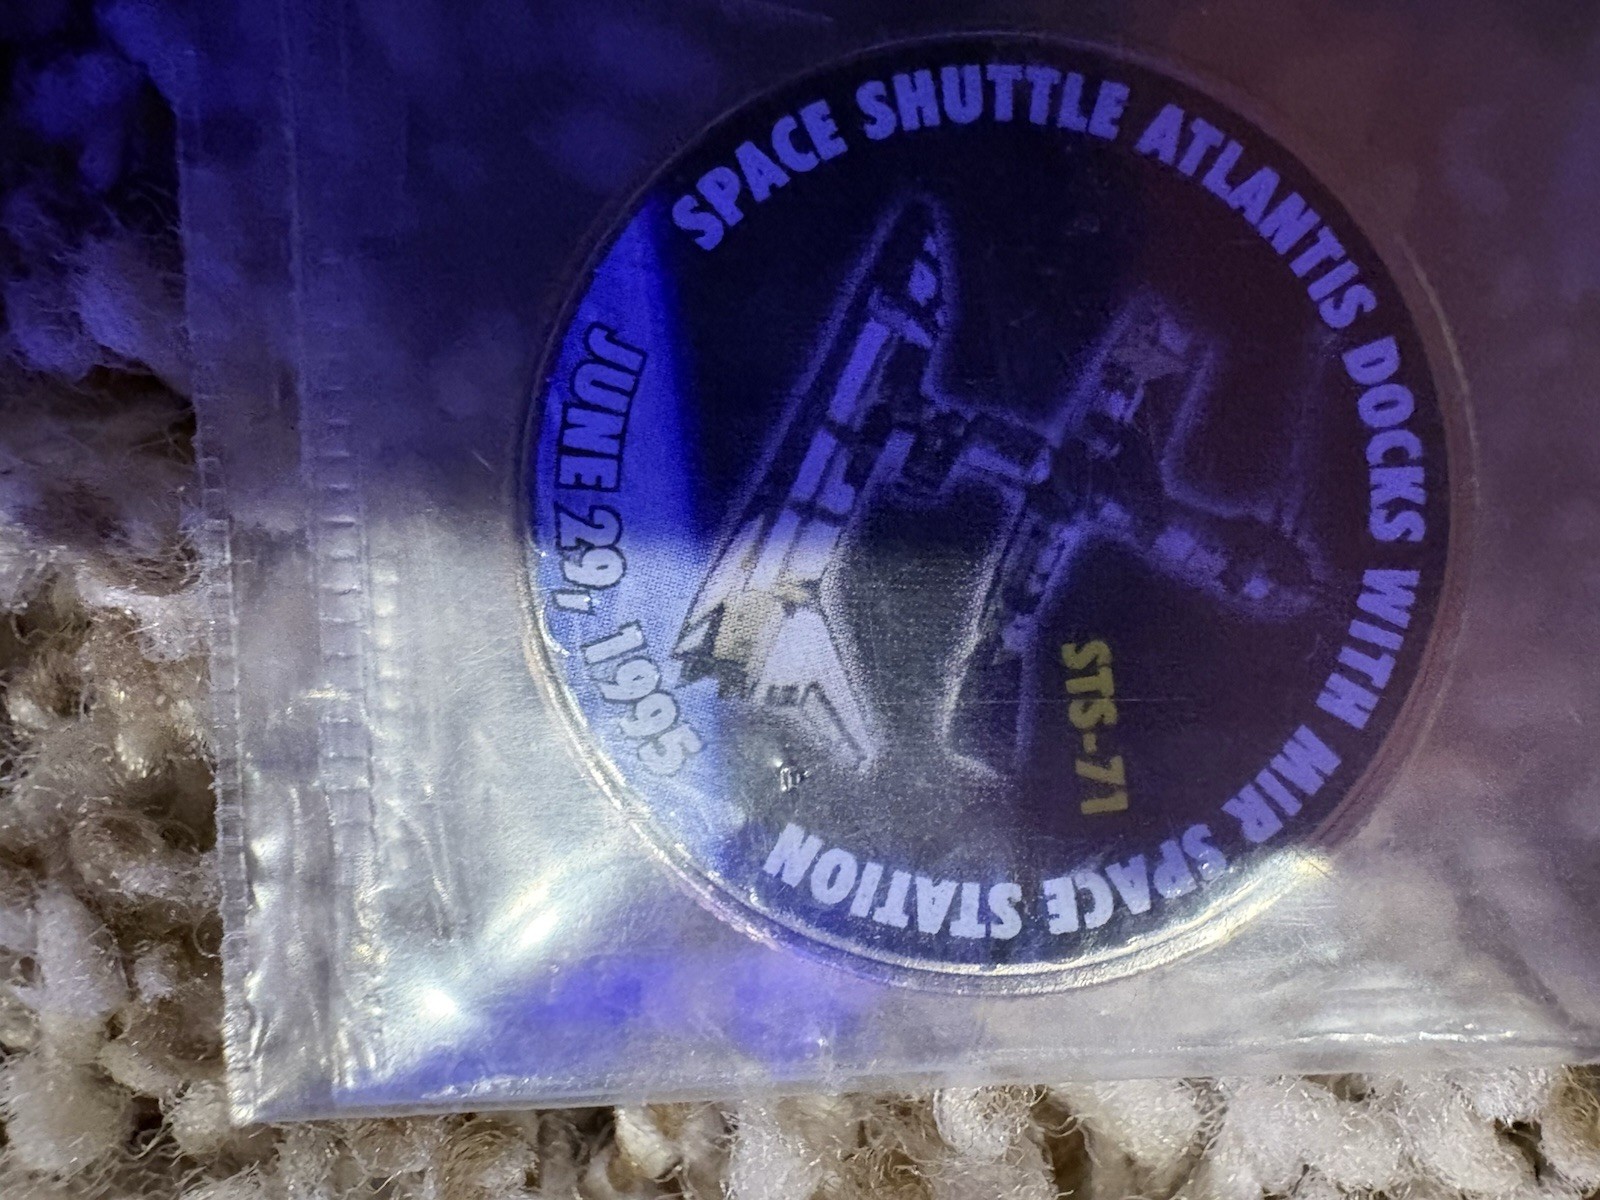 SPACE SHUTTLE ATLANTIS DOCKS WITH MIR SPACE STATION
JUNE 29, 1995
STS-71